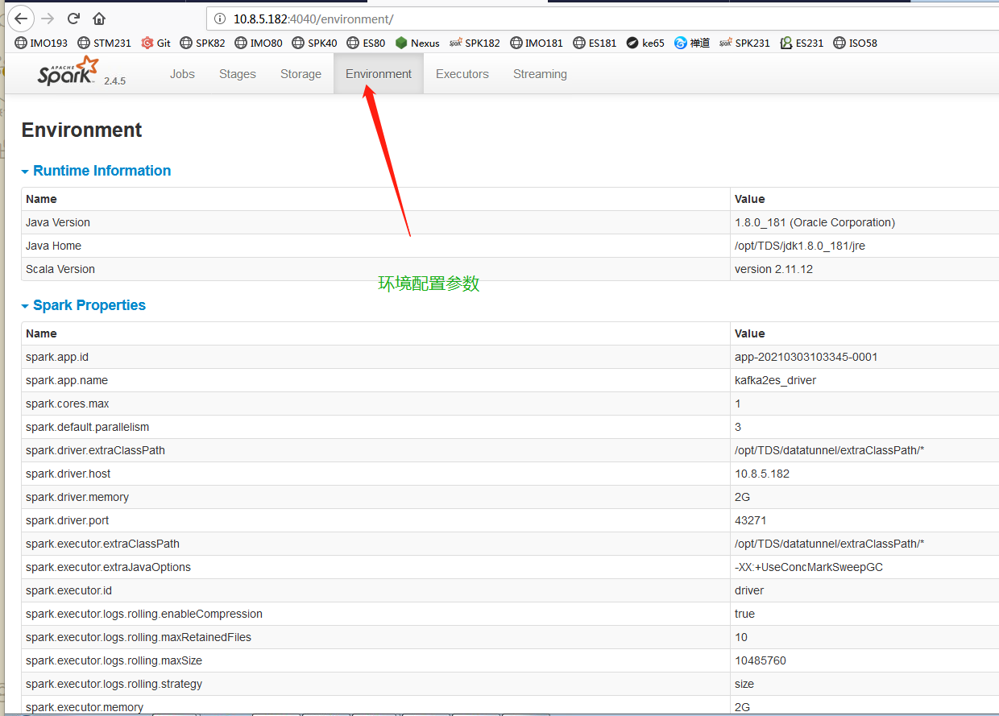 10.8.5.182:4040/environment/
IMO193 STM231 Git SPK82 IMO80 SPK40 ES80 Nexus SPK182 IMO181 ES181 ke65 禅道 SPK231 ES231 ISO58
APACHE Spark 2.4.5 Jobs Stages Storage Environment Executors Streaming
Environment
Runtime Information
Name Value
Java Version 1.8.0_181 (Oracle Corporation)
Java Home /opt/TDS/jdk1.8.0_181/jre
Scala Version version 2.11.12
环境配置参数
Spark Properties
Name Value
spark.app.id app-20210303103345-0001
spark.app.name kafka2es_driver
spark.cores.max 1
spark.default.parallelism 3
spark.driver.extraClassPath /opt/TDS/datatunnel/extraClassPath/*
spark.driver.host 10.8.5.182
spark.driver.memory 2G
spark.driver.port 43271
spark.executor.extraClassPath /opt/TDS/datatunnel/extraClassPath/*
spark.executor.extraJavaOptions -XX:+UseConcMarkSweepGC
spark.executor.id driver
spark.executor.logs.rolling.enableCompression true
spark.executor.logs.rolling.maxRetainedFiles 10
spark.executor.logs.rolling.maxSize 10485760
spark.executor.logs.rolling.strategy size
spark.executor.memory 2G